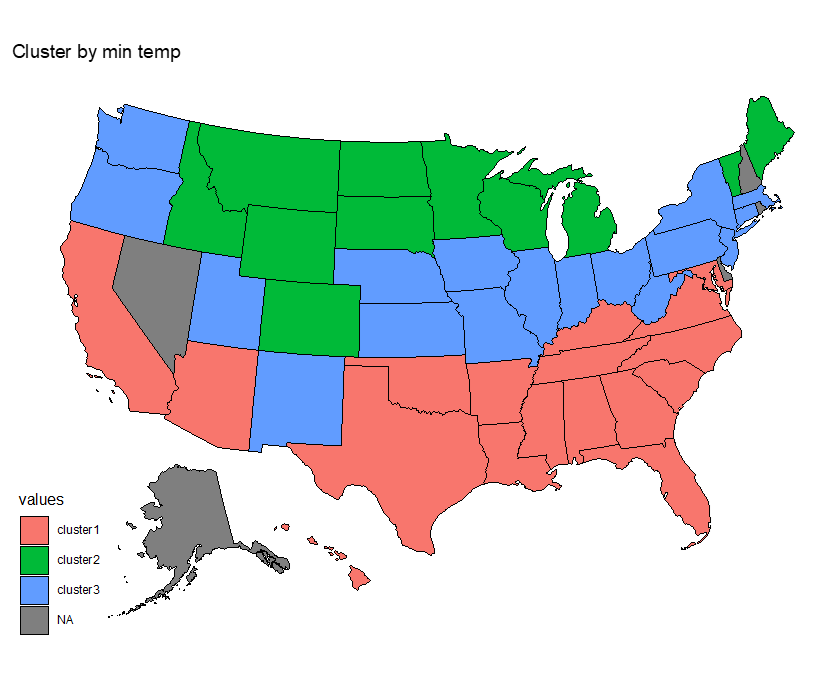 Cluster by min temp
values
cluster1
cluster2
cluster3
NA